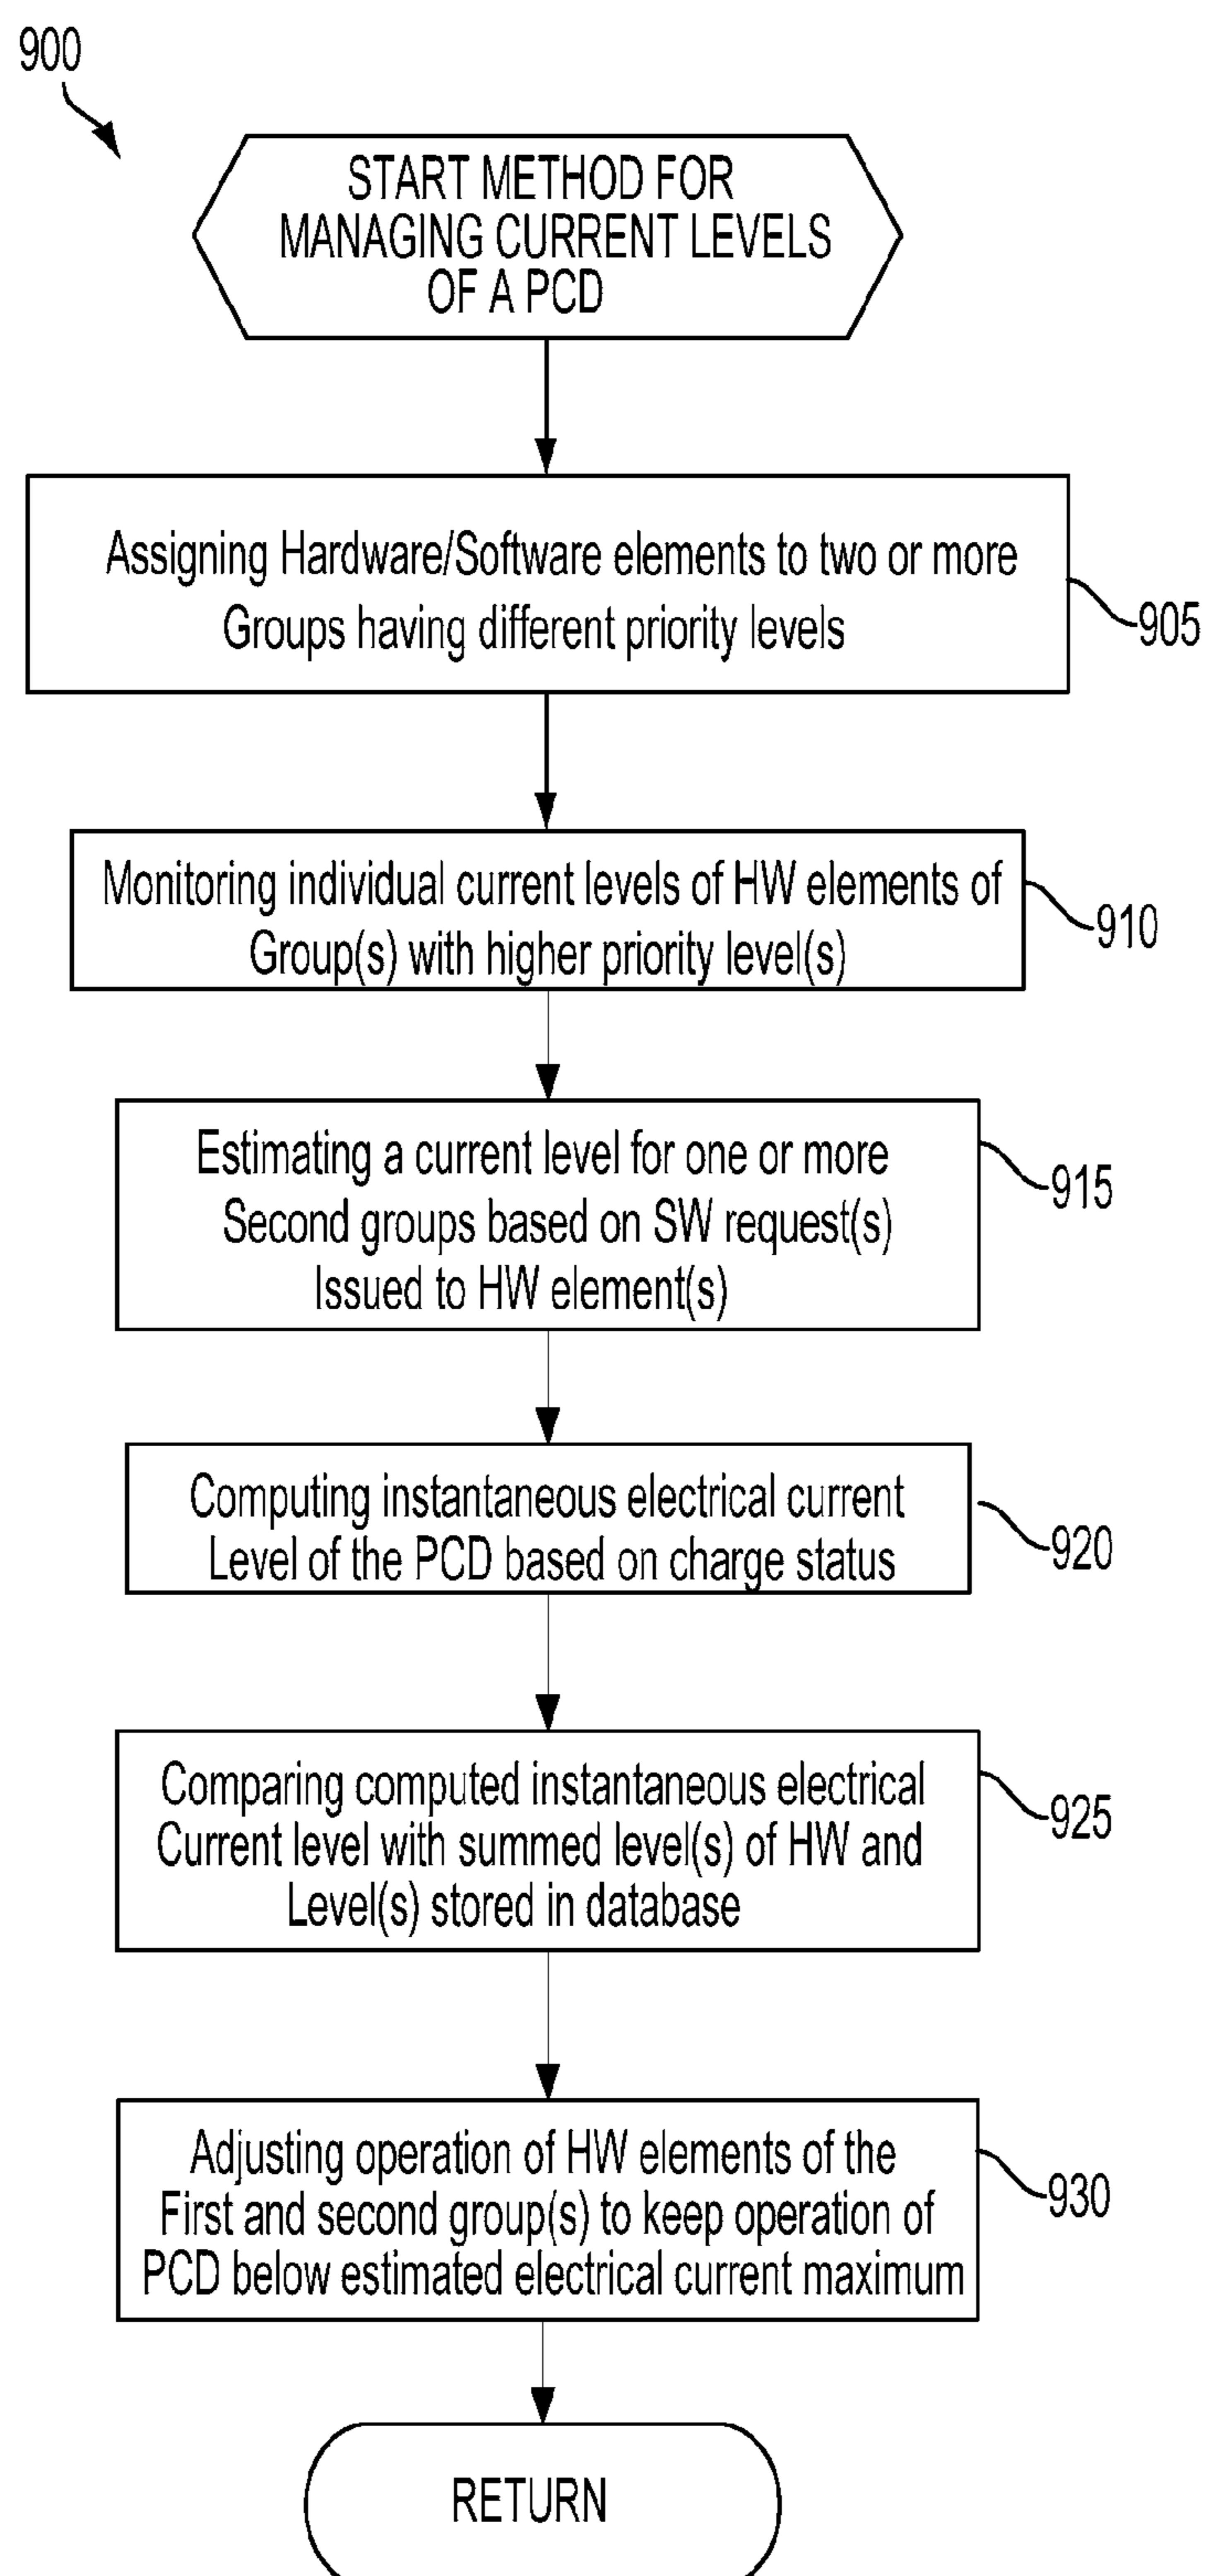 900
START METHOD FOR
MANAGING CURRENT LEVELS
OF A PCD
Assigning Hardware/Software elements to two or more
Groups having different priority levels
905
Monitoring individual current levels of HW elements of
Group(s) with higher priority level(s)
910
Estimating a current level for one or more
Second groups based on SW request(s)
Issued to HW element(s)
915
Computing instantaneous electrical current
Level of the PCD based on charge status
920
Comparing computed instantaneous electrical
Current level with summed level(s) of HW and
Level(s) stored in database
925
Adjusting operation of HW elements of the
First and second group(s) to keep operation of
PCD below estimated electrical current maximum
930
RETURN